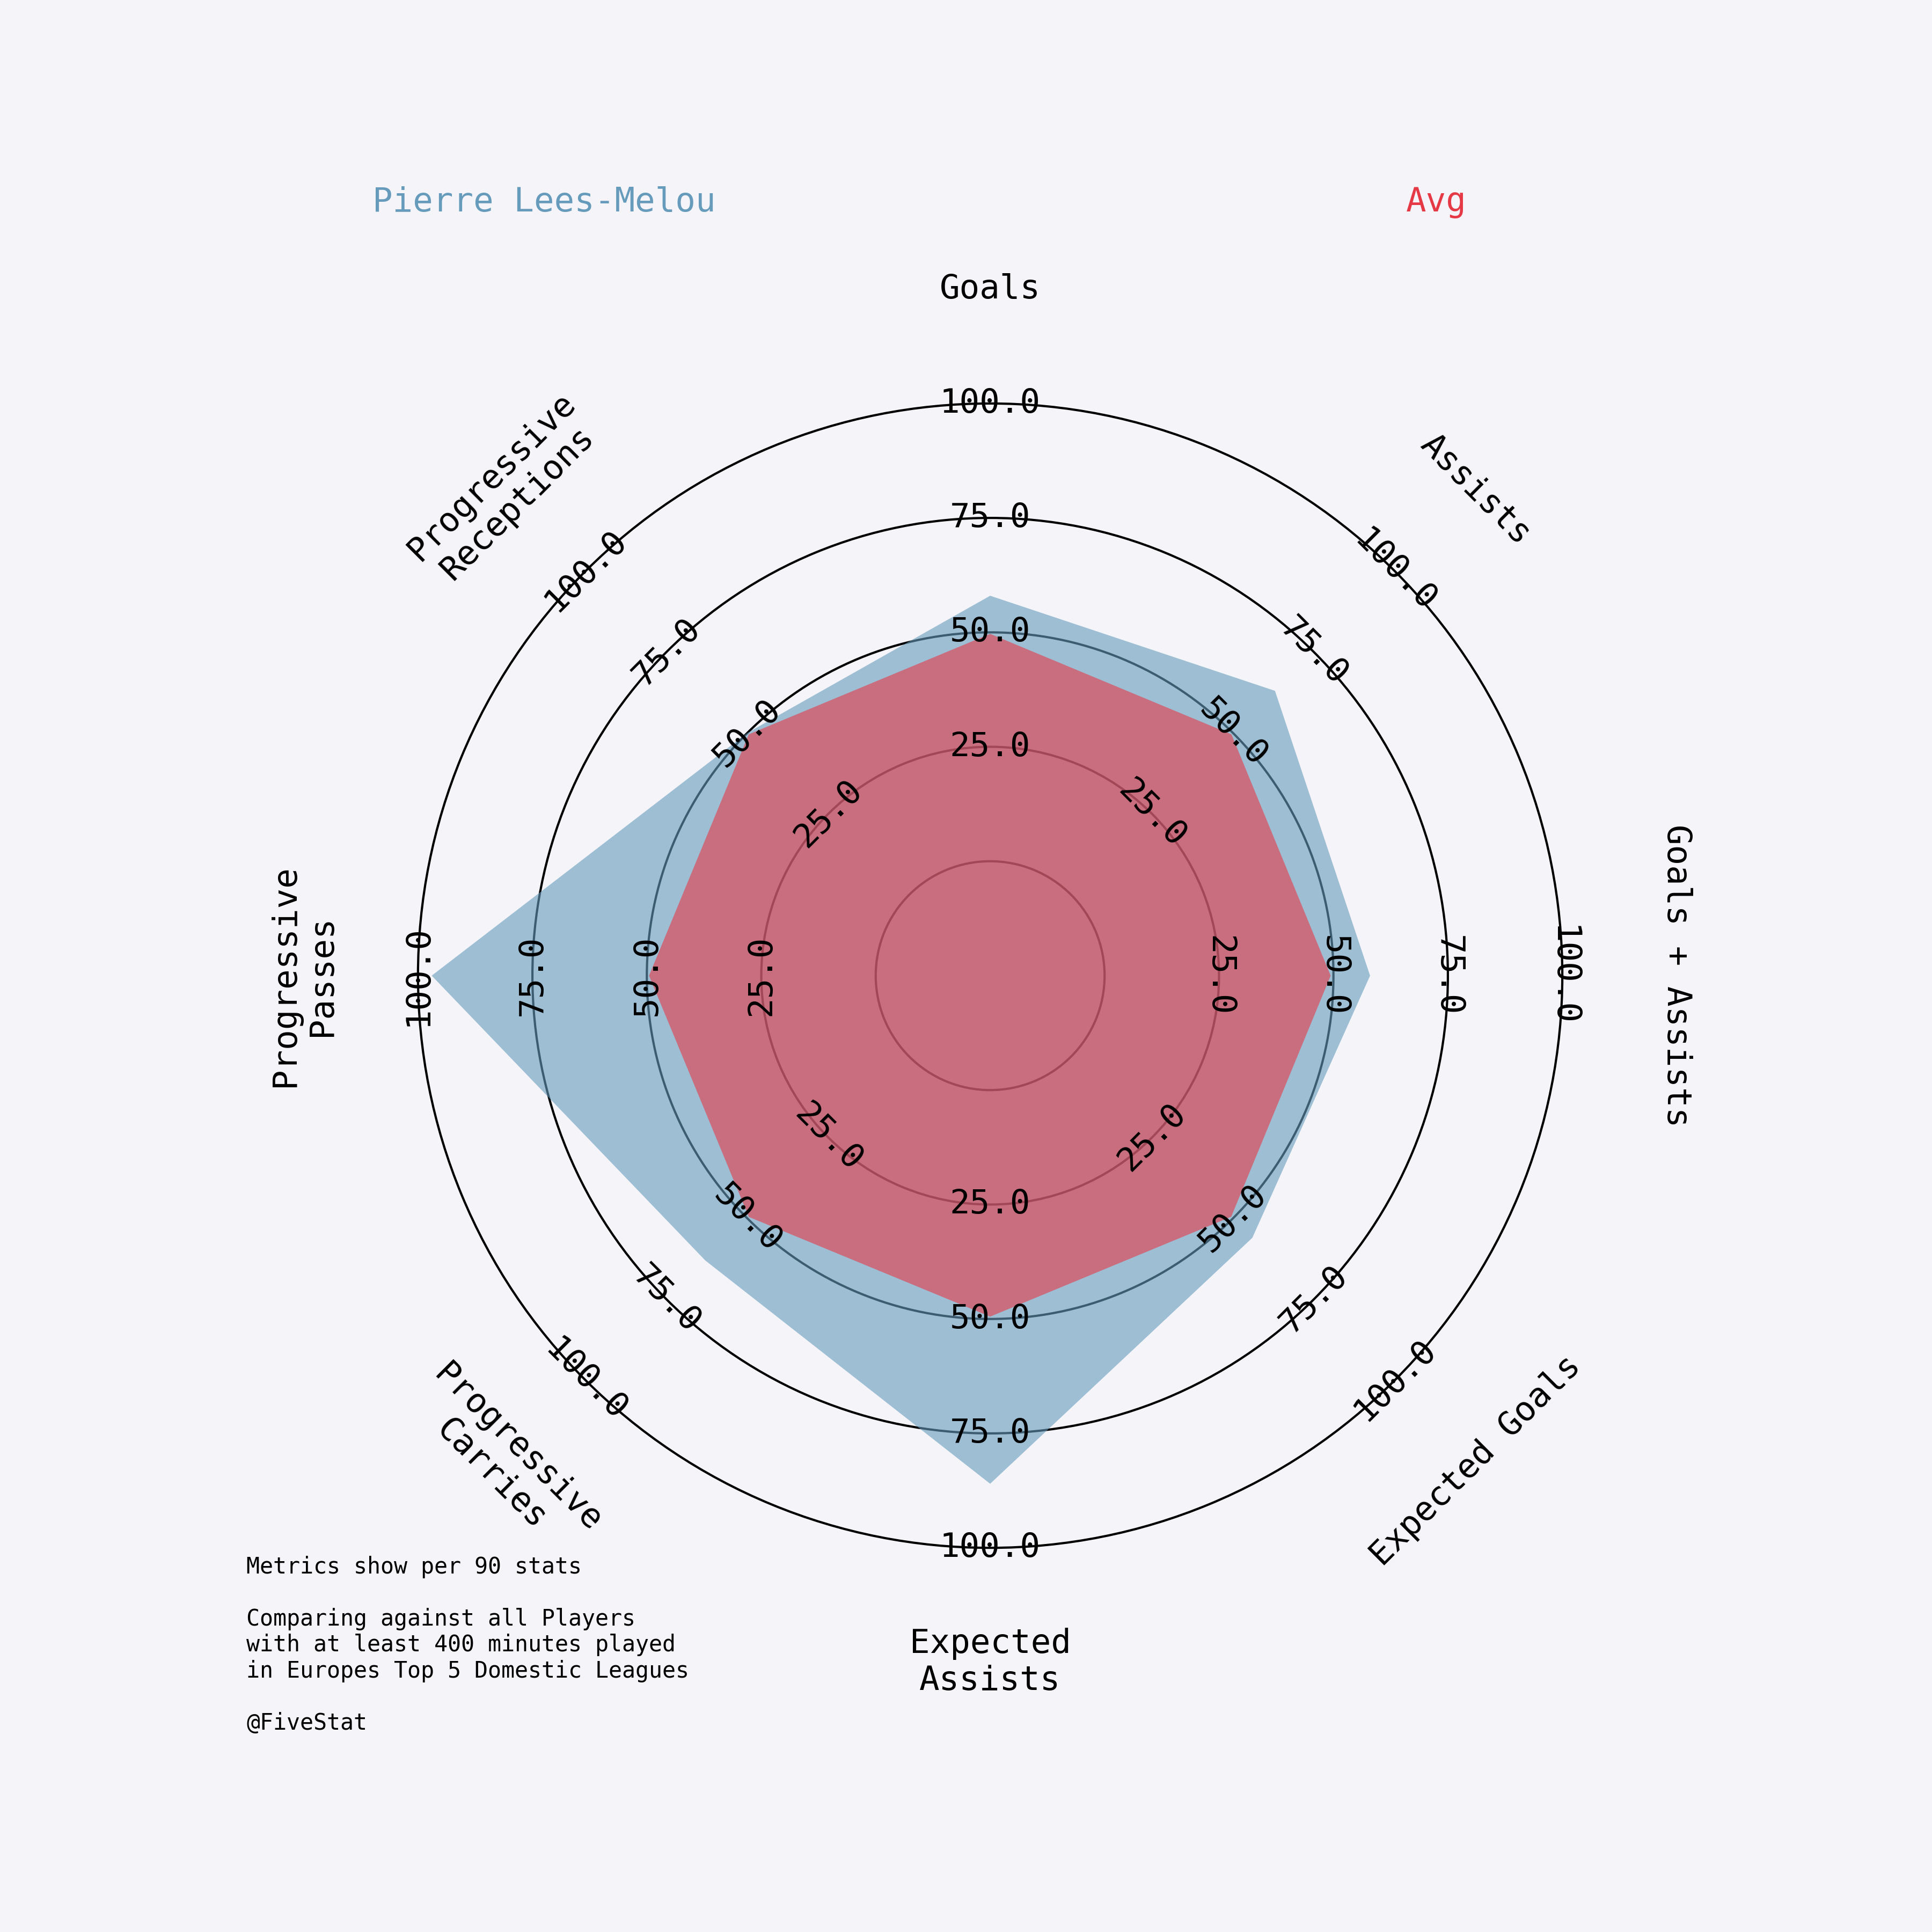 Pierre Lees-Melou
Avg
Goals
Assists
Goals + Assists
Expected Goals
Expected
Assists
Progressive
Carries
Progressive
Passes
Progressive
Receptions
25.0
50.0
75.0
100.0
25.0
50.0
75.0
100.0
25.0
50.0
75.0
100.0
25.0
50.0
75.0
100.0
25.0
50.0
75.0
100.0
25.0
50.0
75.0
100.0
25.0
50.0
75.0
100.0
25.0
50.0
75.0
100.0
Metrics show per 90 stats
Comparing against all Players
with at least 400 minutes played
in Europes Top 5 Domestic Leagues
@FiveStat